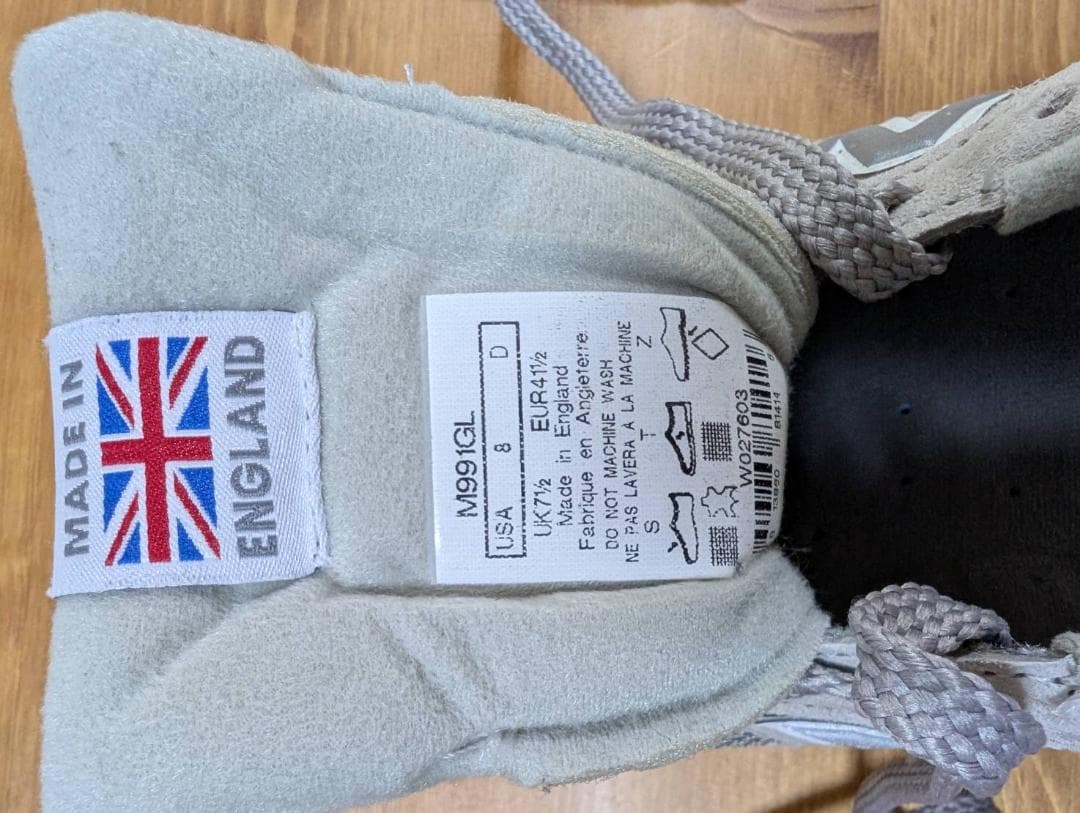 MADE IN
ENGLAND
M991GL
USA 8 D
UK7½ EUR41½
Made in England
Fabrique en Angleterre
DO NOT MACHINE WASH
NE PAS LAVERA A LA MACHINE
S T Z
W027603
81414